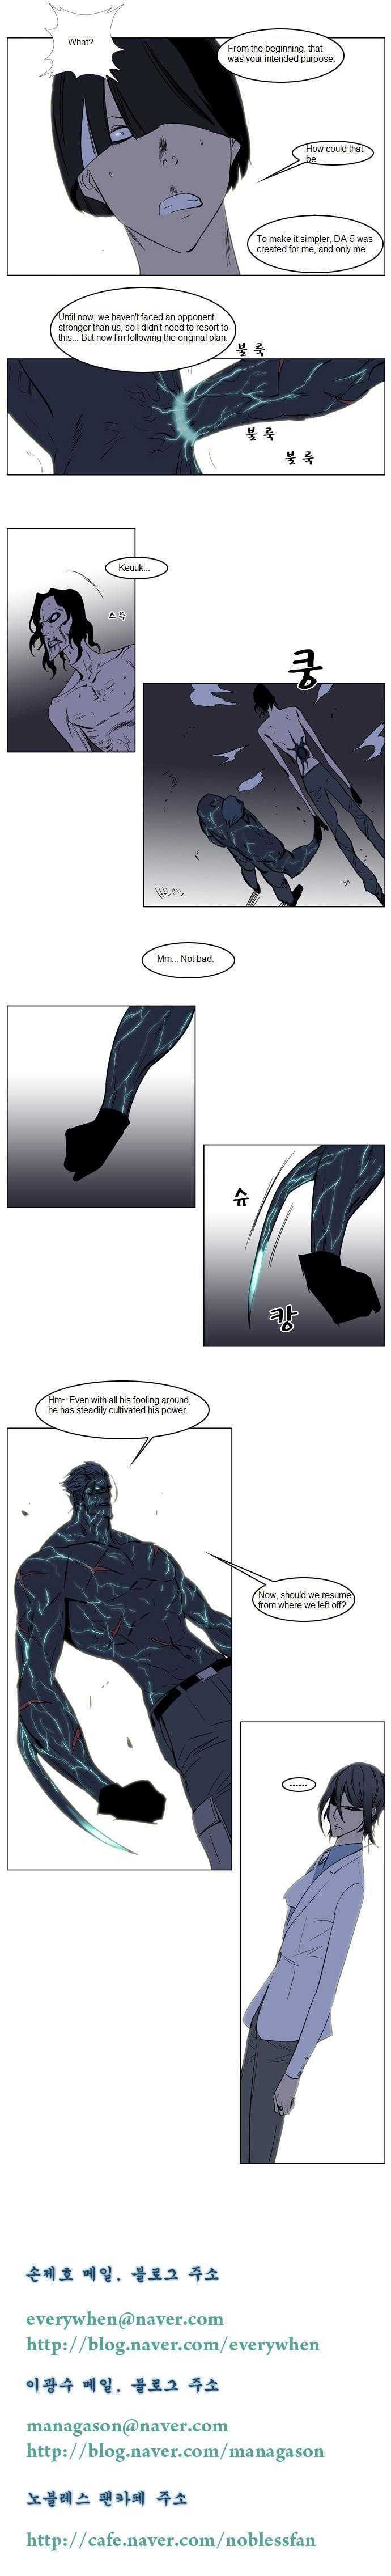 What?
From the beginning, that
was your intended purpose.
How could that
be...
To make it simpler, DA-5 was
created for me, and only me.
Until now, we haven't faced an opponent
stronger than us, so I didn't need to resort to
this... But now I'm following the original plan.
불룩
불룩
불룩
Keuuk...
스륵
쿵
Mm... Not bad.
슈
캉
Hm~ Even with all his fooling around,
he has steadily cultivated his power.
Now, should we resume
from where we left off?
......
손제호 메일, 블로그 주소
everywhen@naver.com
http://blog.naver.com/everywhen
이광수 메일, 블로그 주소
managason@naver.com
http://blog.naver.com/managason
노블레스 팬카페 주소
http://cafe.naver.com/noblessfan